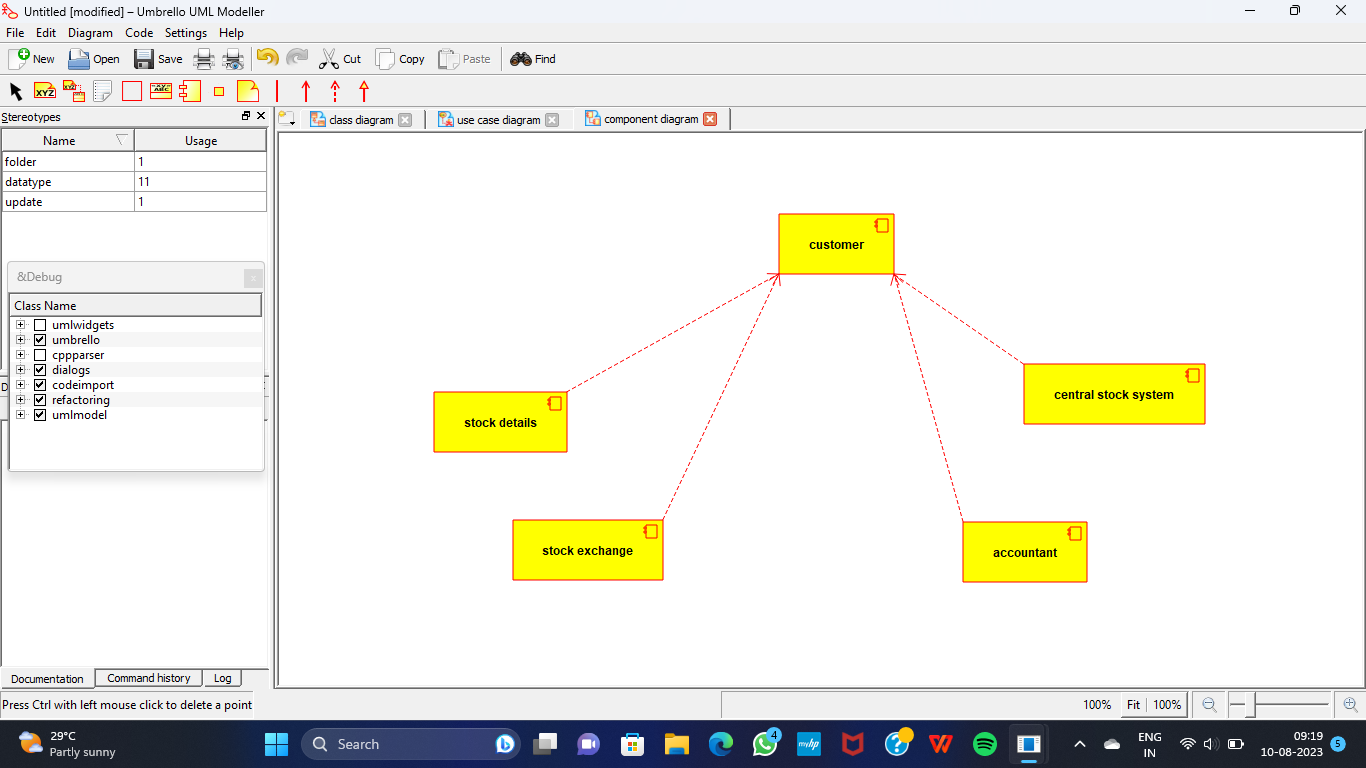 Untitled [modified] – Umbrello UML Modeller
File Edit Diagram Code Settings Help
New Open Save Cut Copy Paste Find
XYZ
Stereotypes
class diagram use case diagram component diagram
Name Usage
folder 1
datatype 11
update 1
&Debug
Class Name
umlwidgets
umbrello
cppparser
dialogs
codeimport
refactoring
umlmodel
D
customer
stock details
central stock system
stock exchange
accountant
Documentation Command history Log
Press Ctrl with left mouse click to delete a point
100% Fit 100%
29°C
Partly sunny
Search
4
myhp
ENG
IN
09:19
10-08-2023
5